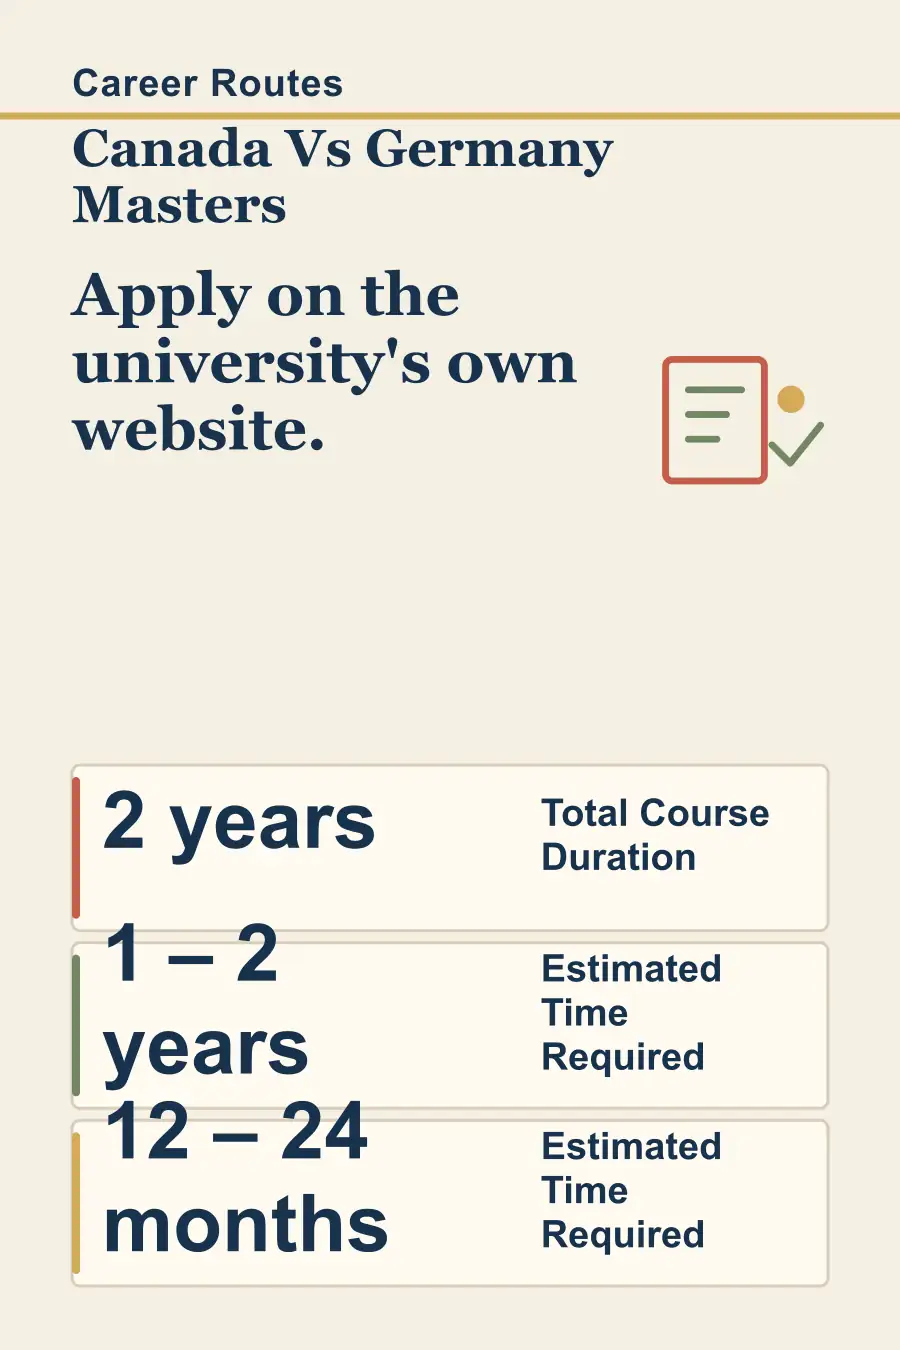 Career Routes
Canada Vs Germany
Masters
Apply on the
university's own
website.
2 years
Total Course
Duration
1 – 2
years
Estimated
Time
Required
12 – 24
months
Estimated
Time
Required